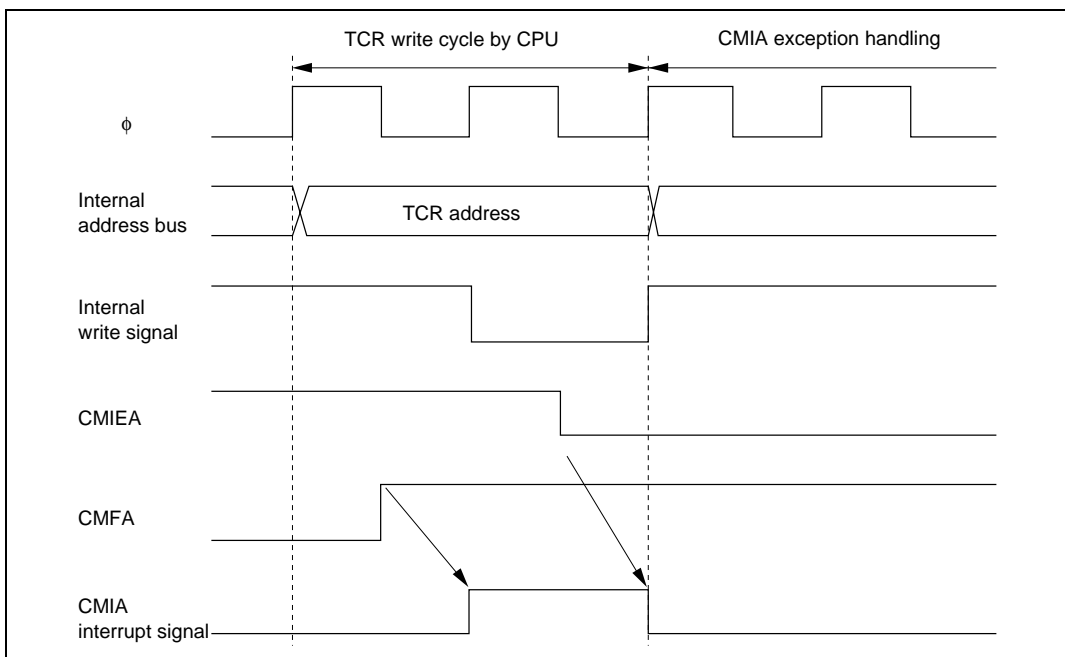 TCR write cycle by CPU
CMIA exception handling
ϕ
Internal
address bus
TCR address
Internal
write signal
CMIEA
CMFA
CMIA
interrupt signal